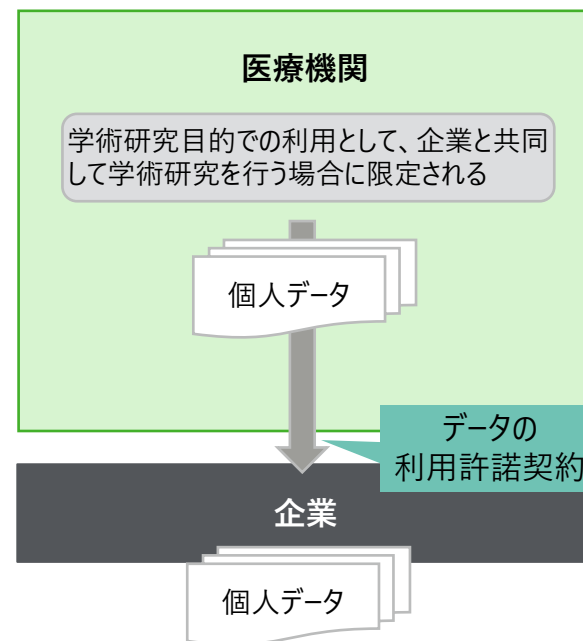 医療機関
学術研究目的での利用として、企業と共同
して学術研究を行う場合に限定される
個人データ
データの
利用許諾契約
企業
個人データ